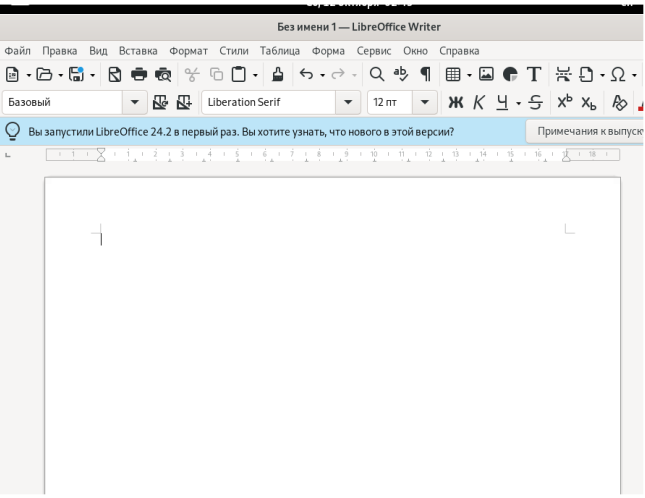 Без имени 1 — LibreOffice Writer
Файл Правка Вид Вставка Формат Стили Таблица Форма Сервис Окно Справка
Базовый Liberation Serif 12 пт Ж К Ч S X^b X_b
Вы запустили LibreOffice 24.2 в первый раз. Вы хотите узнать, что нового в этой версии? Примечания к выпуск
1 1 2 3 4 5 6 7 8 9 10 11 12 13 14 15 16 17 18